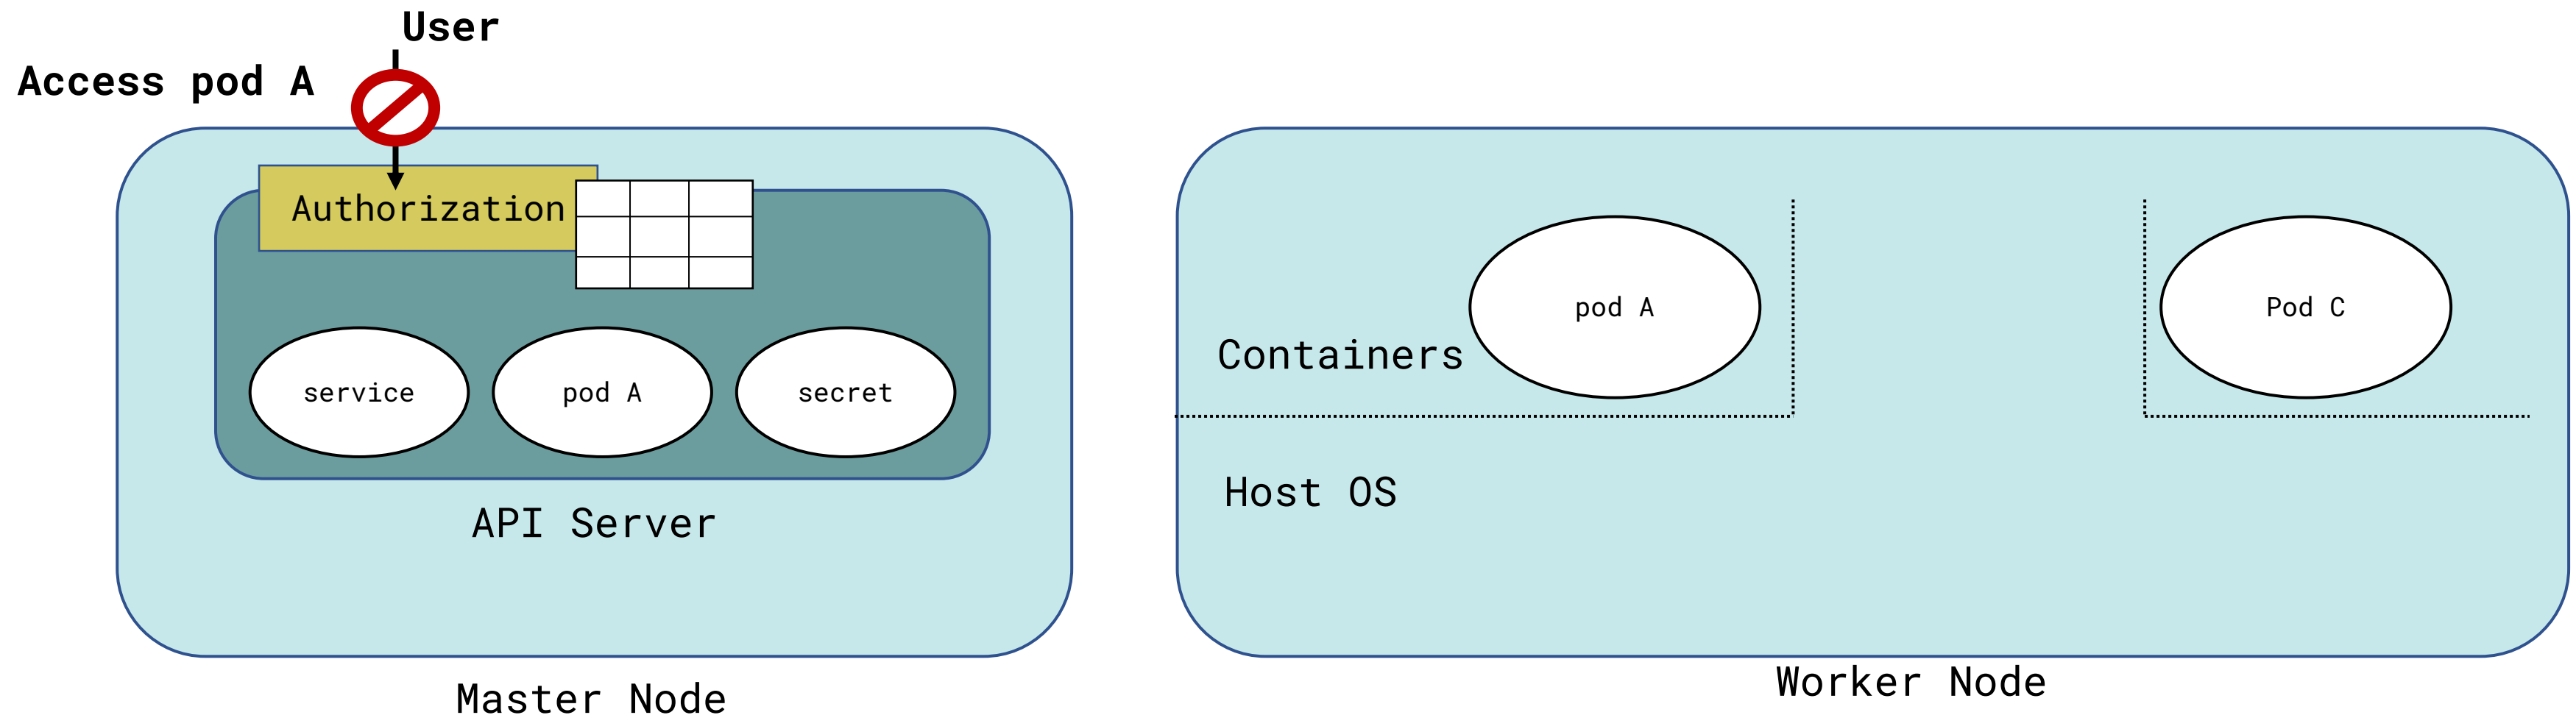 User
Access pod A
Authorization
service
pod A
secret
API Server
Master Node
pod A
Pod C
Containers
Host OS
Worker Node